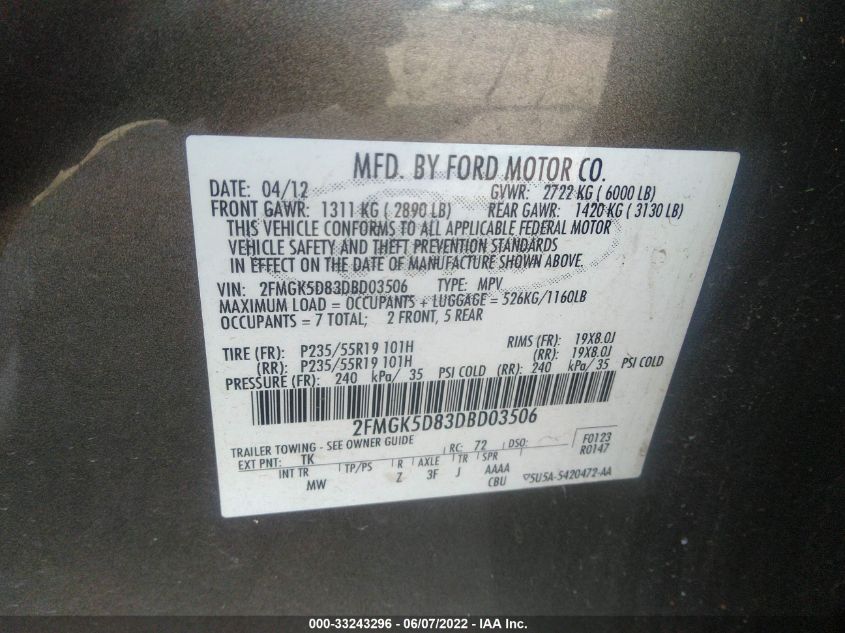 MFD. BY FORD MOTOR CO.
DATE: 04/12 GVWR: 2722 KG ( 6000 LB)
FRONT GAWR: 1311 KG ( 2890 LB) REAR GAWR: 1420 KG ( 3130 LB)
THIS VEHICLE CONFORMS TO ALL APPLICABLE FEDERAL MOTOR
VEHICLE SAFETY AND THEFT PREVENTION STANDARDS
IN EFFECT ON THE DATE OF MANUFACTURE SHOWN ABOVE.
VIN: 2FMGK5D83DBD03506 TYPE: MPV
MAXIMUM LOAD = OCCUPANTS + LUGGAGE = 526KG/1160LB
OCCUPANTS = 7 TOTAL; 2 FRONT, 5 REAR
TIRE (FR): P235/55R19 101H RIMS (FR): 19X8.0J
(RR): P235/55R19 101H (RR): 19X8.0J
PRESSURE (FR): 240 kPa/ 35 PSI COLD (RR): 240 kPa/ 35 PSI COLD
2FMGK5D83DBD03506
TRAILER TOWING - SEE OWNER GUIDE RC: 72 DSO: F0123
EXT PNT: TK R0147
INT TR TP/PS R AXLE TR SPR
MW Z 3F J AAAA
CBU ▽5U5A-5420472-AA
000-33243296 - 06/07/2022 - IAA Inc.